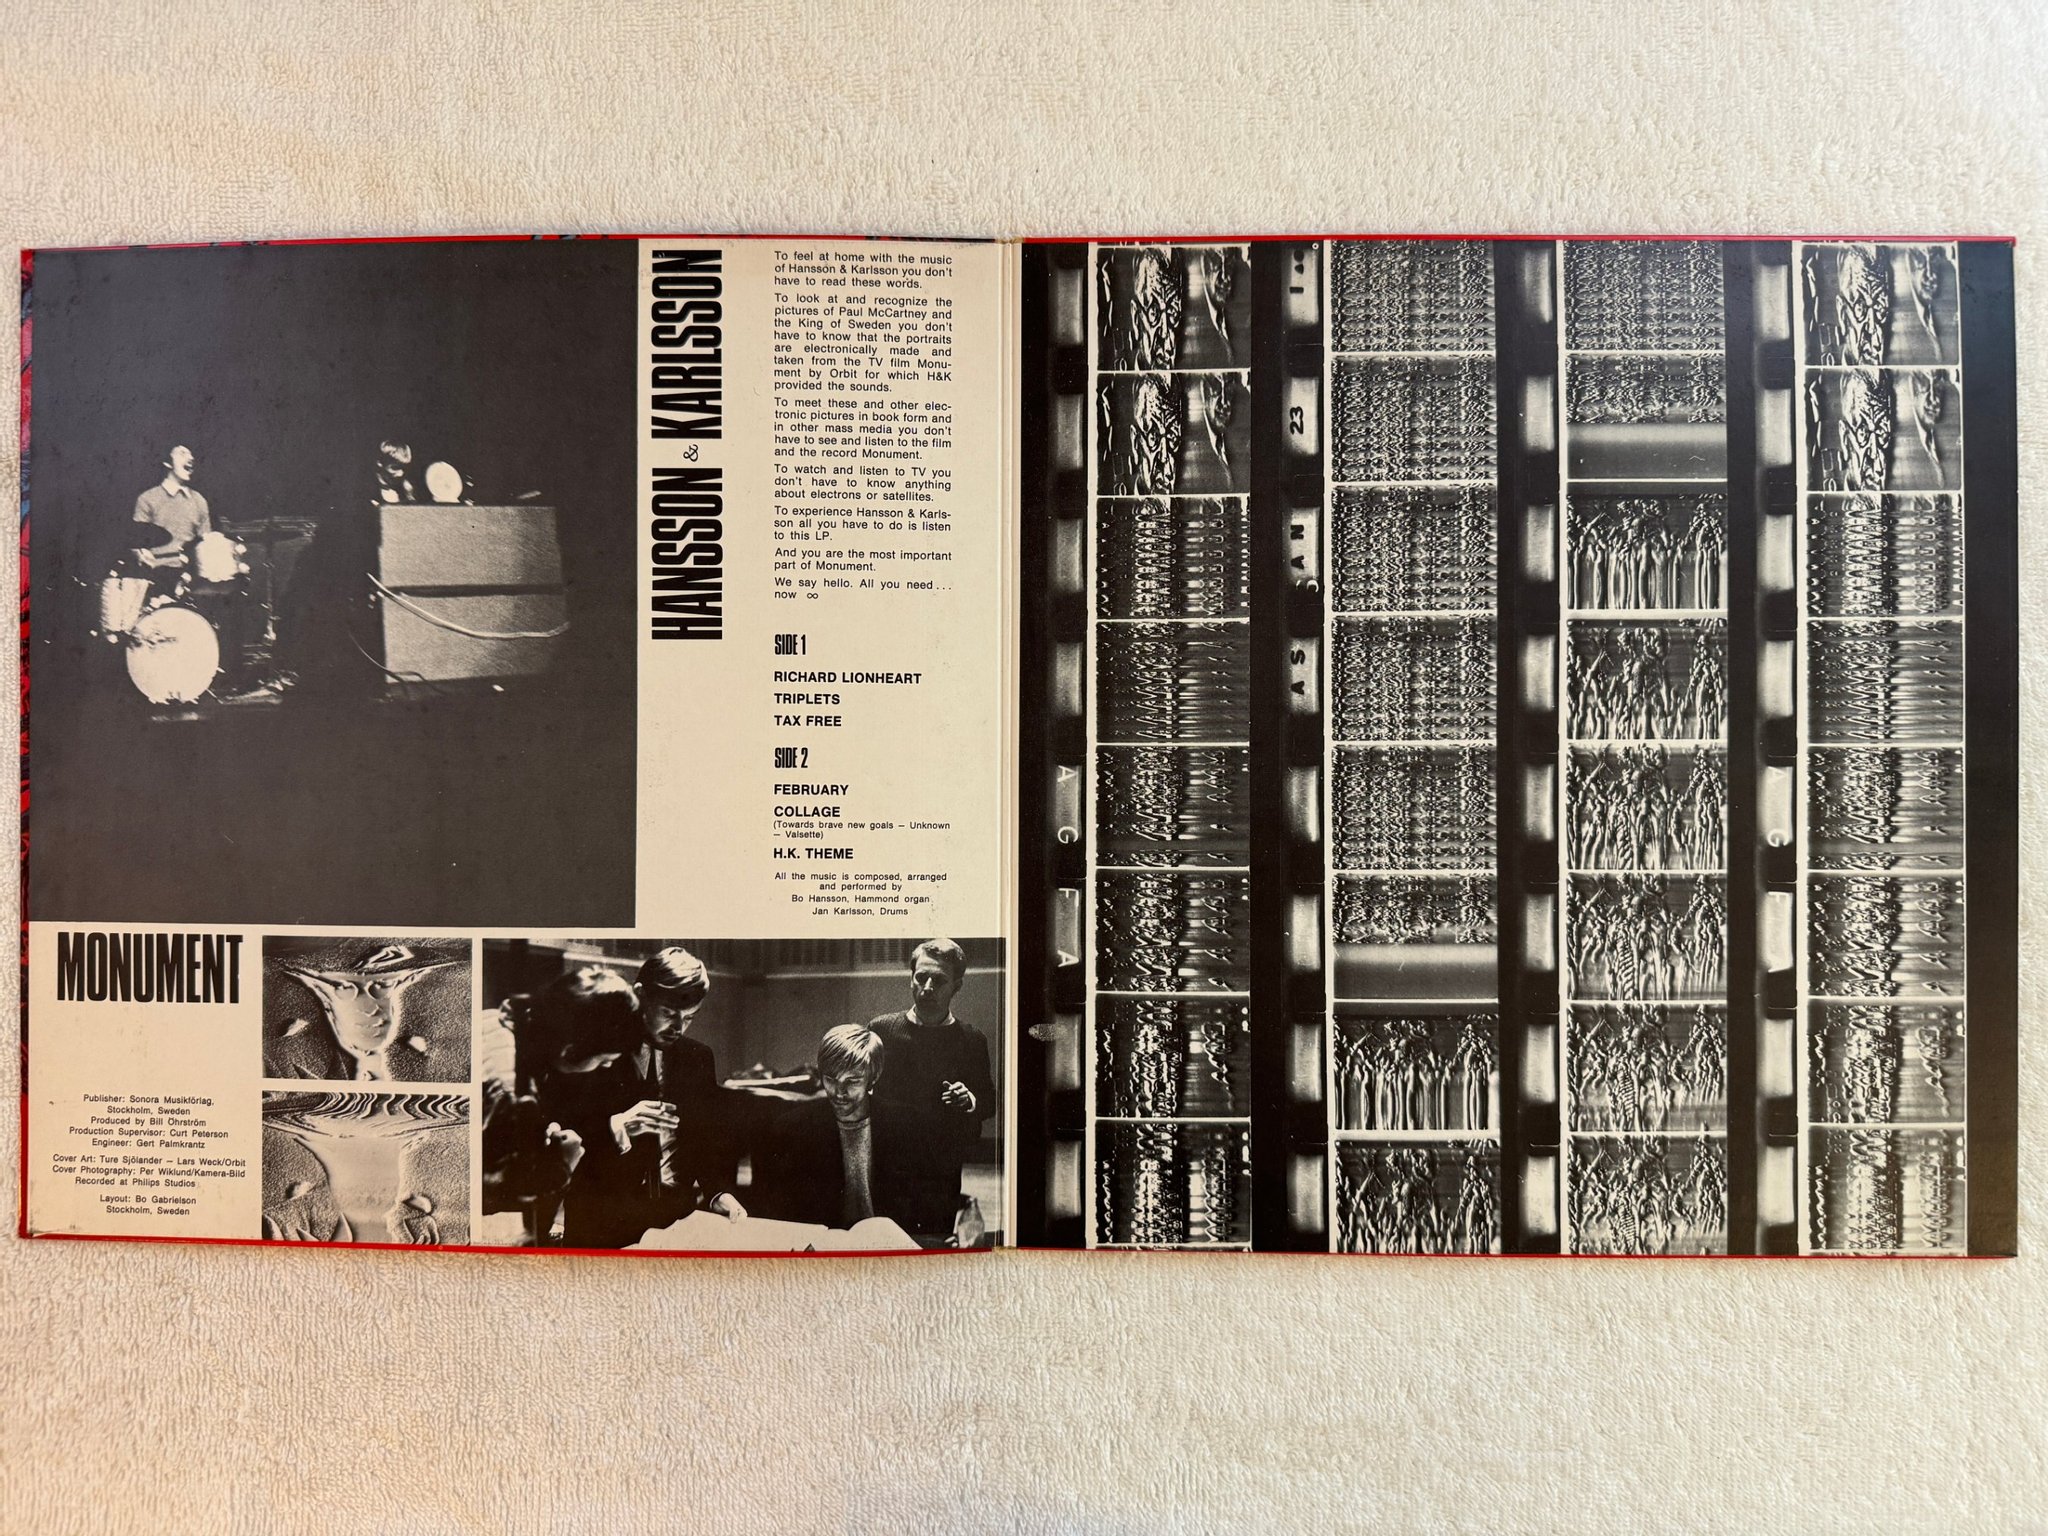 HANSSON & KARLSSON
To feel at home with the music
of Hansson & Karlsson you don't
have to read these words.
To look at and recognize the
pictures of Paul McCartney and
the King of Sweden you don't
have to know that the portraits
are electronically made and
taken from the TV film Monu-
ment by Orbit for which H&K
provided the sounds.
To meet these and other elec-
tronic pictures in book form and
in other mass media you don't
have to see and listen to the film
and the record Monument.
To watch and listen to TV you
don't have to know anything
about electrons or satellites.
To experience Hansson & Karls-
son all you have to do is listen
to this LP.
And you are the most important
part of Monument.
We say hello. All you need...
now ∞
SIDE 1
RICHARD LIONHEART
TRIPLETS
TAX FREE
SIDE 2
FEBRUARY
COLLAGE
(Towards brave new goals – Unknown
– Valsette)
H.K. THEME
All the music is composed, arranged
and performed by
Bo Hansson, Hammond organ
Jan Karlsson, Drums
MONUMENT
Publisher: Sonora Musikförlag,
Stockholm, Sweden
Produced by Bill Öhrström
Production Supervisor: Curt Peterson
Engineer: Gert Palmkrantz
Cover Art: Ture Sjölander – Lars Weck/Orbit
Cover Photography: Per Wiklund/Kamera-Bild
Recorded at Philips Studios
Layout: Bo Gabrielson
Stockholm, Sweden
AGFA
23
AGFA